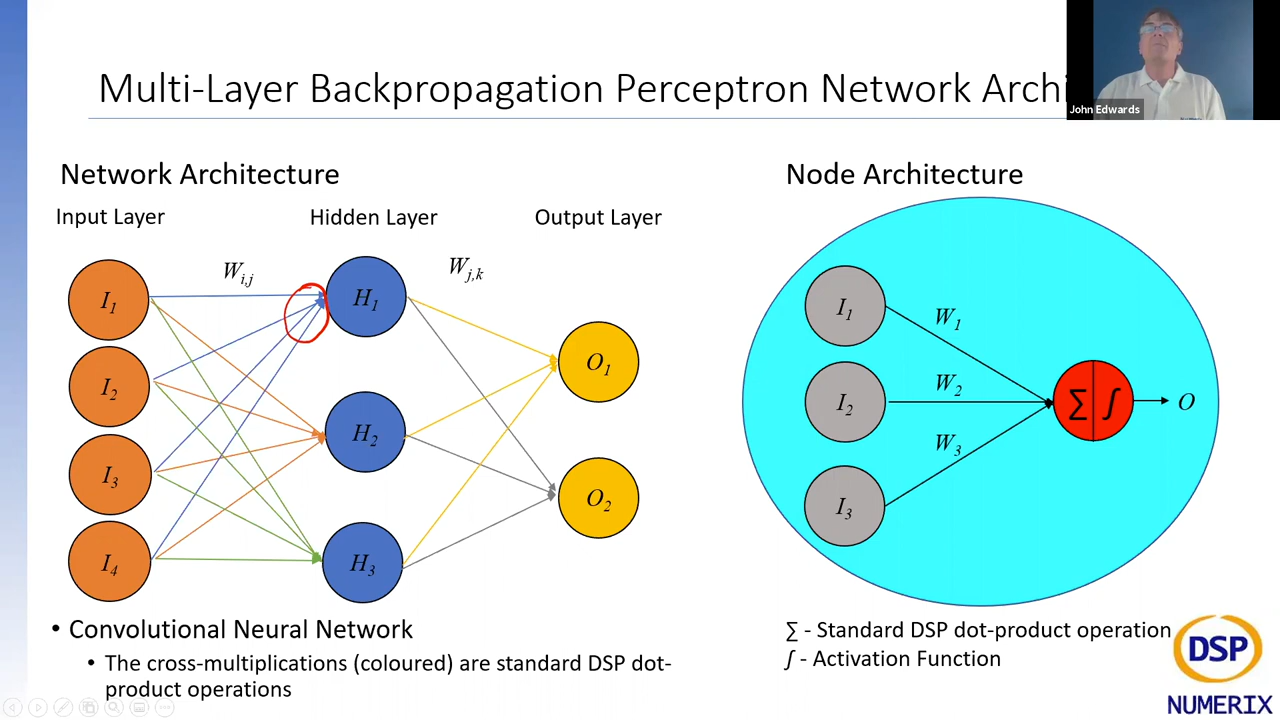 Multi-Layer Backpropagation Perceptron Network Archi
John Edwards
Network Architecture
Input Layer
Hidden Layer
Output Layer
Wi,j
Wj,k
I1
I2
I3
I4
H1
H2
H3
O1
O2
• Convolutional Neural Network
• The cross-multiplications (coloured) are standard DSP dot-
product operations
Node Architecture
I1
I2
I3
W1
W2
W3
∑ ∫
O
∑ - Standard DSP dot-product operation
∫ - Activation Function
DSP
NUMERIX